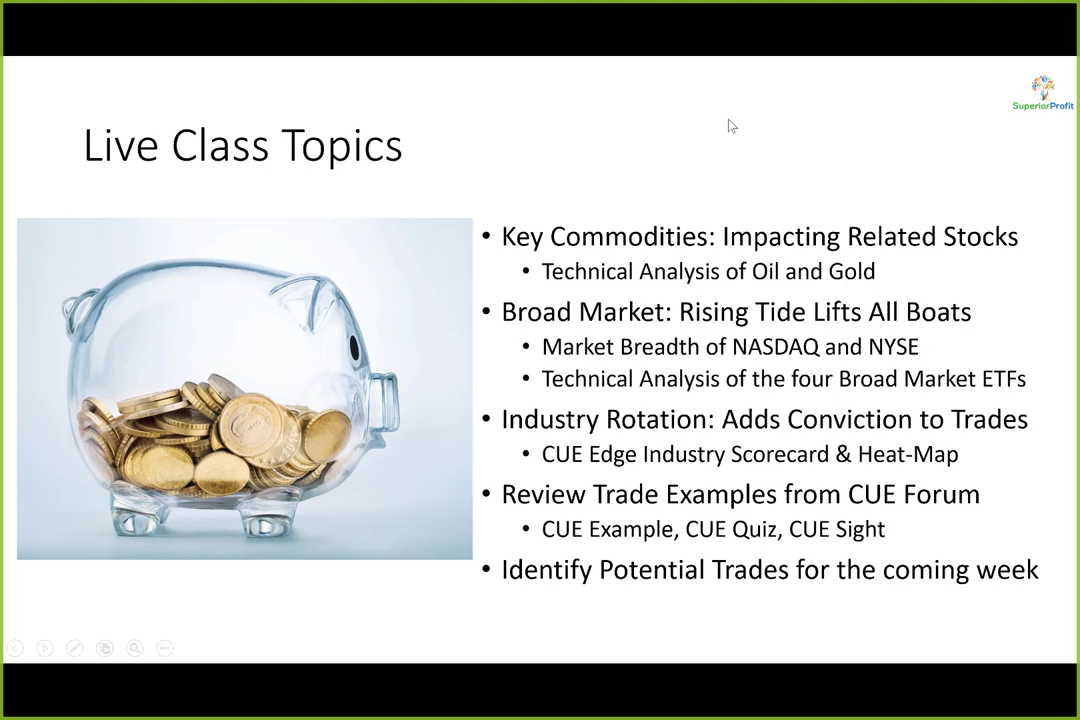 SuperiorProfit
Live Class Topics
• Key Commodities: Impacting Related Stocks
• Technical Analysis of Oil and Gold
• Broad Market: Rising Tide Lifts All Boats
• Market Breadth of NASDAQ and NYSE
• Technical Analysis of the four Broad Market ETFs
• Industry Rotation: Adds Conviction to Trades
• CUE Edge Industry Scorecard & Heat-Map
• Review Trade Examples from CUE Forum
• CUE Example, CUE Quiz, CUE Sight
• Identify Potential Trades for the coming week